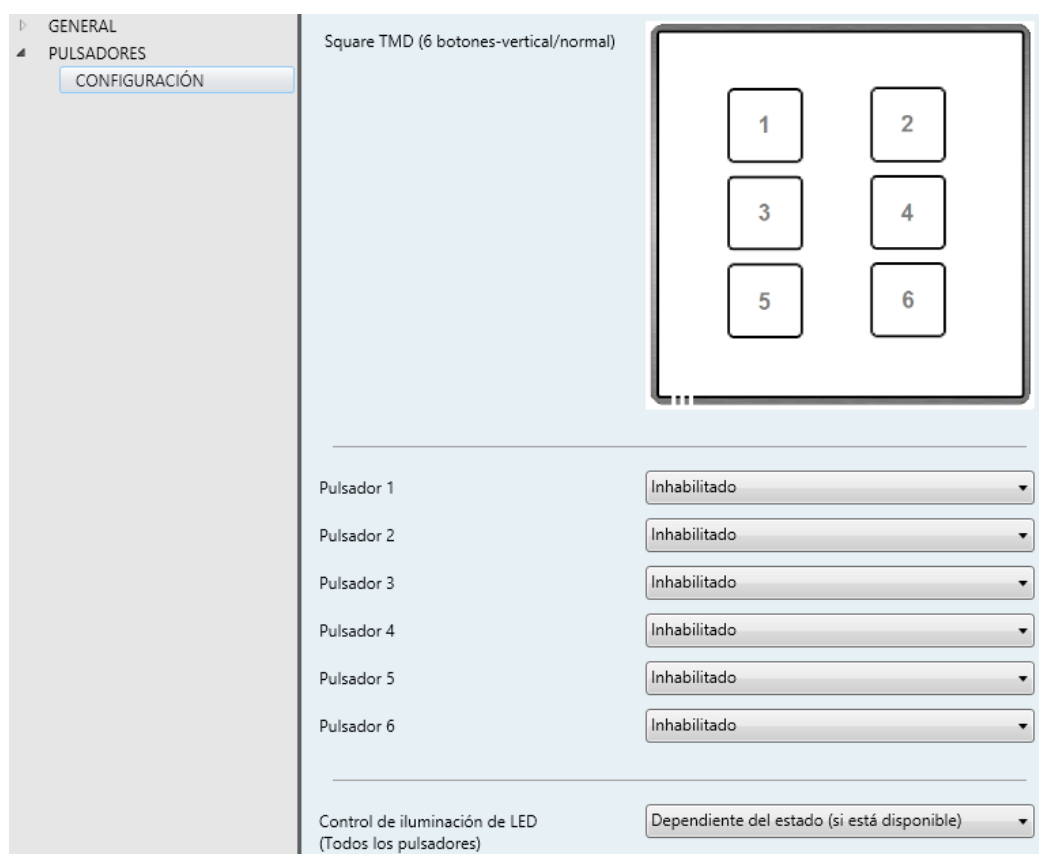 GENERAL
PULSADORES
CONFIGURACIÓN
Square TMD (6 botones-vertical/normal)
1 2
3 4
5 6
Pulsador 1 Inhabilitado
Pulsador 2 Inhabilitado
Pulsador 3 Inhabilitado
Pulsador 4 Inhabilitado
Pulsador 5 Inhabilitado
Pulsador 6 Inhabilitado
Control de iluminación de LED Dependiente del estado (si está disponible)
(Todos los pulsadores)